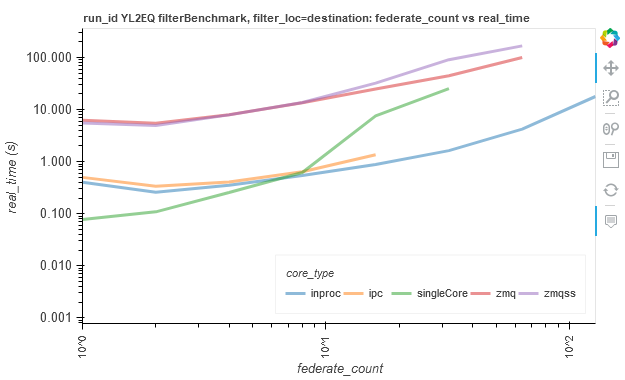 run_id YL2EQ filterBenchmark, filter_loc=destination: federate_count vs real_time
100.000
10.000
1.000
0.100
0.010
0.001
real_time (s)
core_type
inproc ipc singleCore zmq zmqss
10^0 10^1 10^2
federate_count